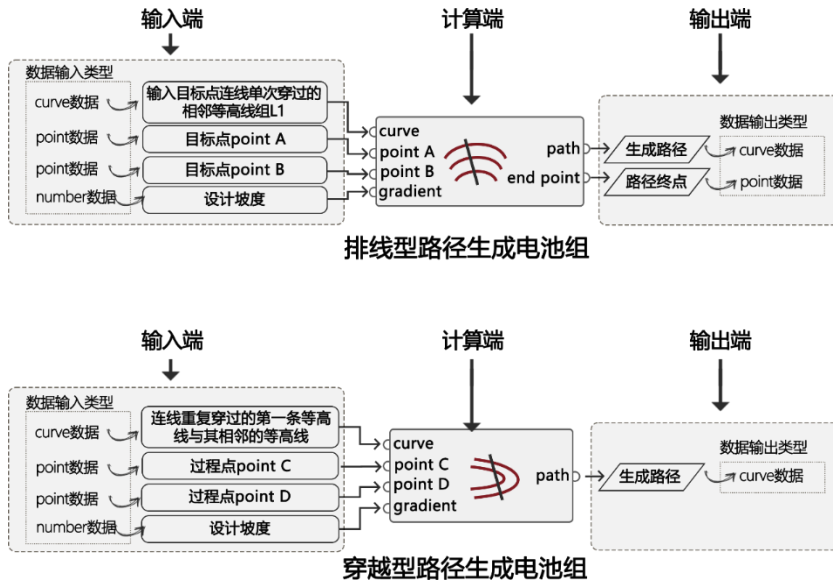 输入端
计算端
输出端
数据输入类型
curve数据
输入目标点连线单次穿过的
相邻等高线组L1
point数据
目标点point A
point数据
目标点point B
number数据
设计坡度
curve
point A
point B
gradient
path
end point
生成路径
路径终点
数据输出类型
curve数据
point数据
排线型路径生成电池组
输入端
计算端
输出端
数据输入类型
curve数据
连线重复穿过的第一条等高
线与其相邻的等高线
point数据
过程点point C
point数据
过程点point D
number数据
设计坡度
curve
point C
point D
gradient
path
生成路径
数据输出类型
curve数据
穿越型路径生成电池组